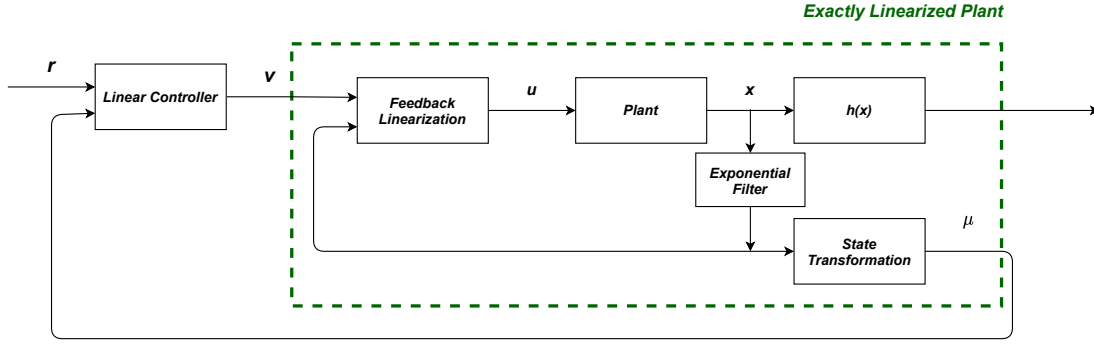 Exactly Linearized Plant
r
Linear Controller
v
Feedback
Linearization
u
Plant
x
h(x)
Exponential
Filter
State
Transformation
μ